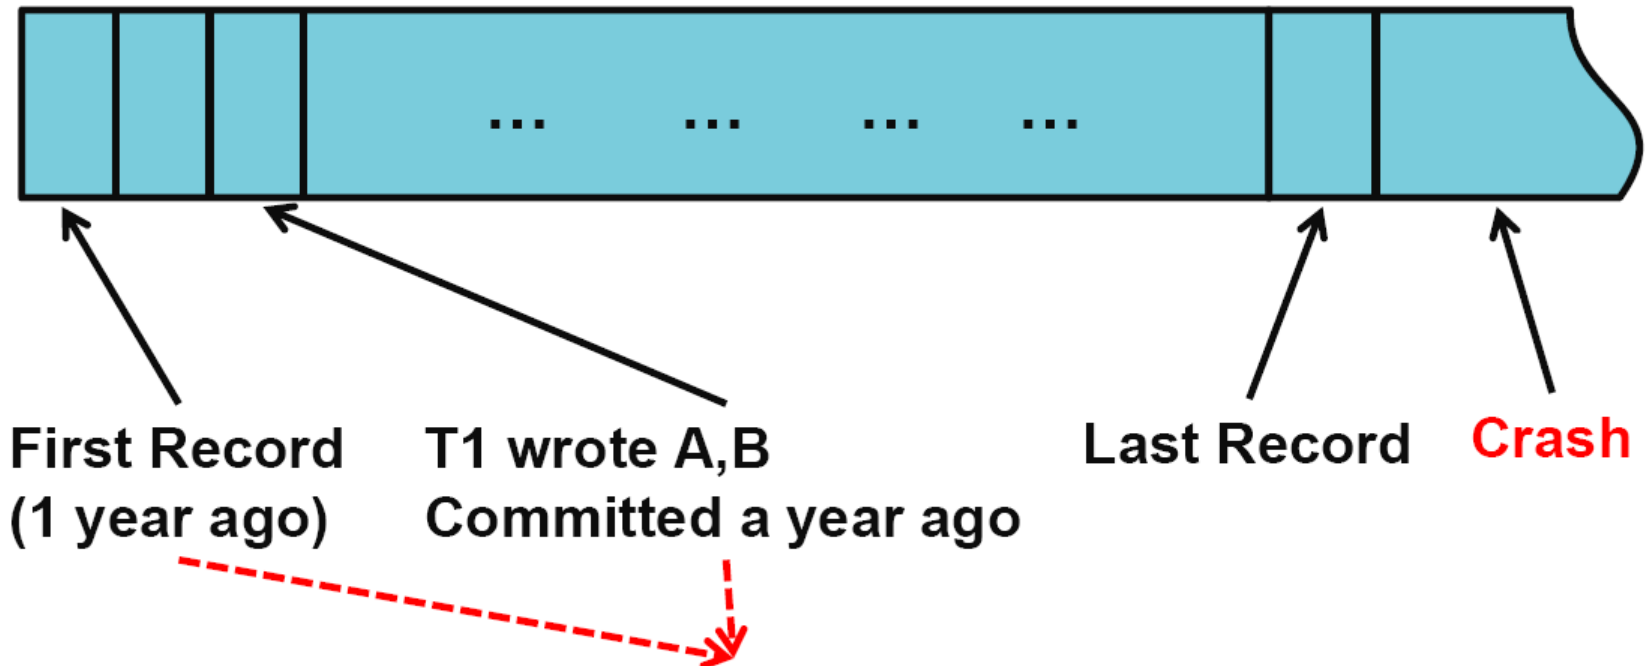 ... ... ... ...
First Record
(1 year ago)
T1 wrote A,B
Committed a year ago
Last Record
Crash